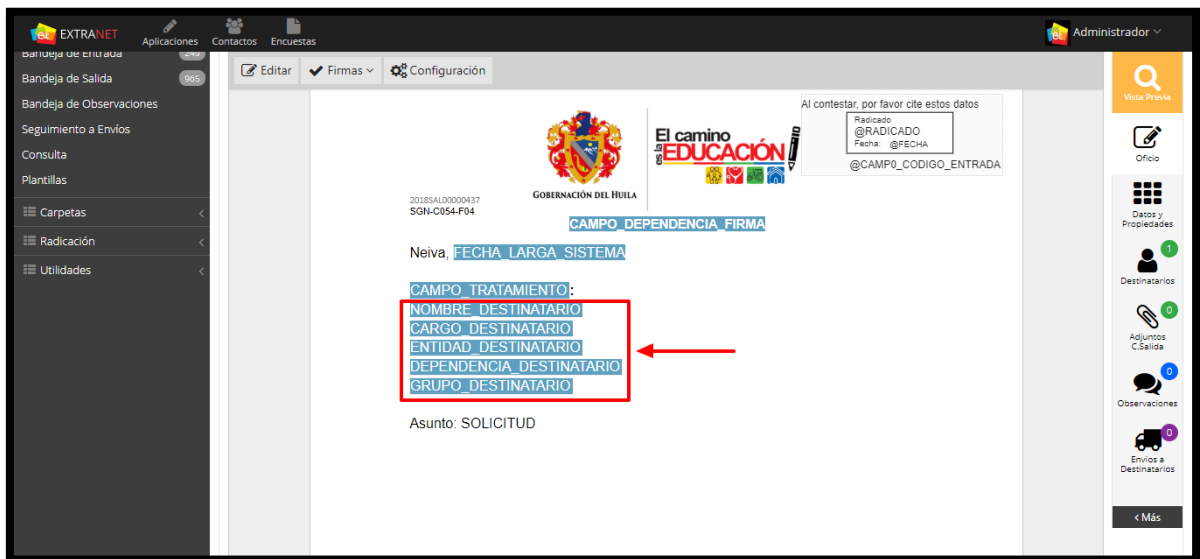 EXTRANET
Aplicaciones
Contactos
Encuestas
Administrador
Bandeja de Entrada 249
Bandeja de Salida 965
Bandeja de Observaciones
Seguimiento a Envíos
Consulta
Plantillas
Carpetas
Radicación
Utilidades
Editar
Firmas
Configuración
Al contestar, por favor cite estos datos
Radicado
@RADICADO
Fecha: @FECHA
@CAMP0_CODIGO_ENTRADA
GOBERNACIÓN DEL HUILA
El camino
es la EDUCACIÓN
2018SAL00000437
SGN-C054-F04
CAMPO_DEPENDENCIA_FIRMA
Neiva, FECHA_LARGA_SISTEMA
CAMPO_TRATAMIENTO:
NOMBRE_DESTINATARIO
CARGO_DESTINATARIO
ENTIDAD_DESTINATARIO
DEPENDENCIA_DESTINATARIO
GRUPO_DESTINATARIO
Asunto: SOLICITUD
Vista Previa
Oficio
Datos y
Propiedades
1
Destinatarios
0
Adjuntos
C.Salida
0
Observaciones
0
Envios a
Destinatarios
< Más